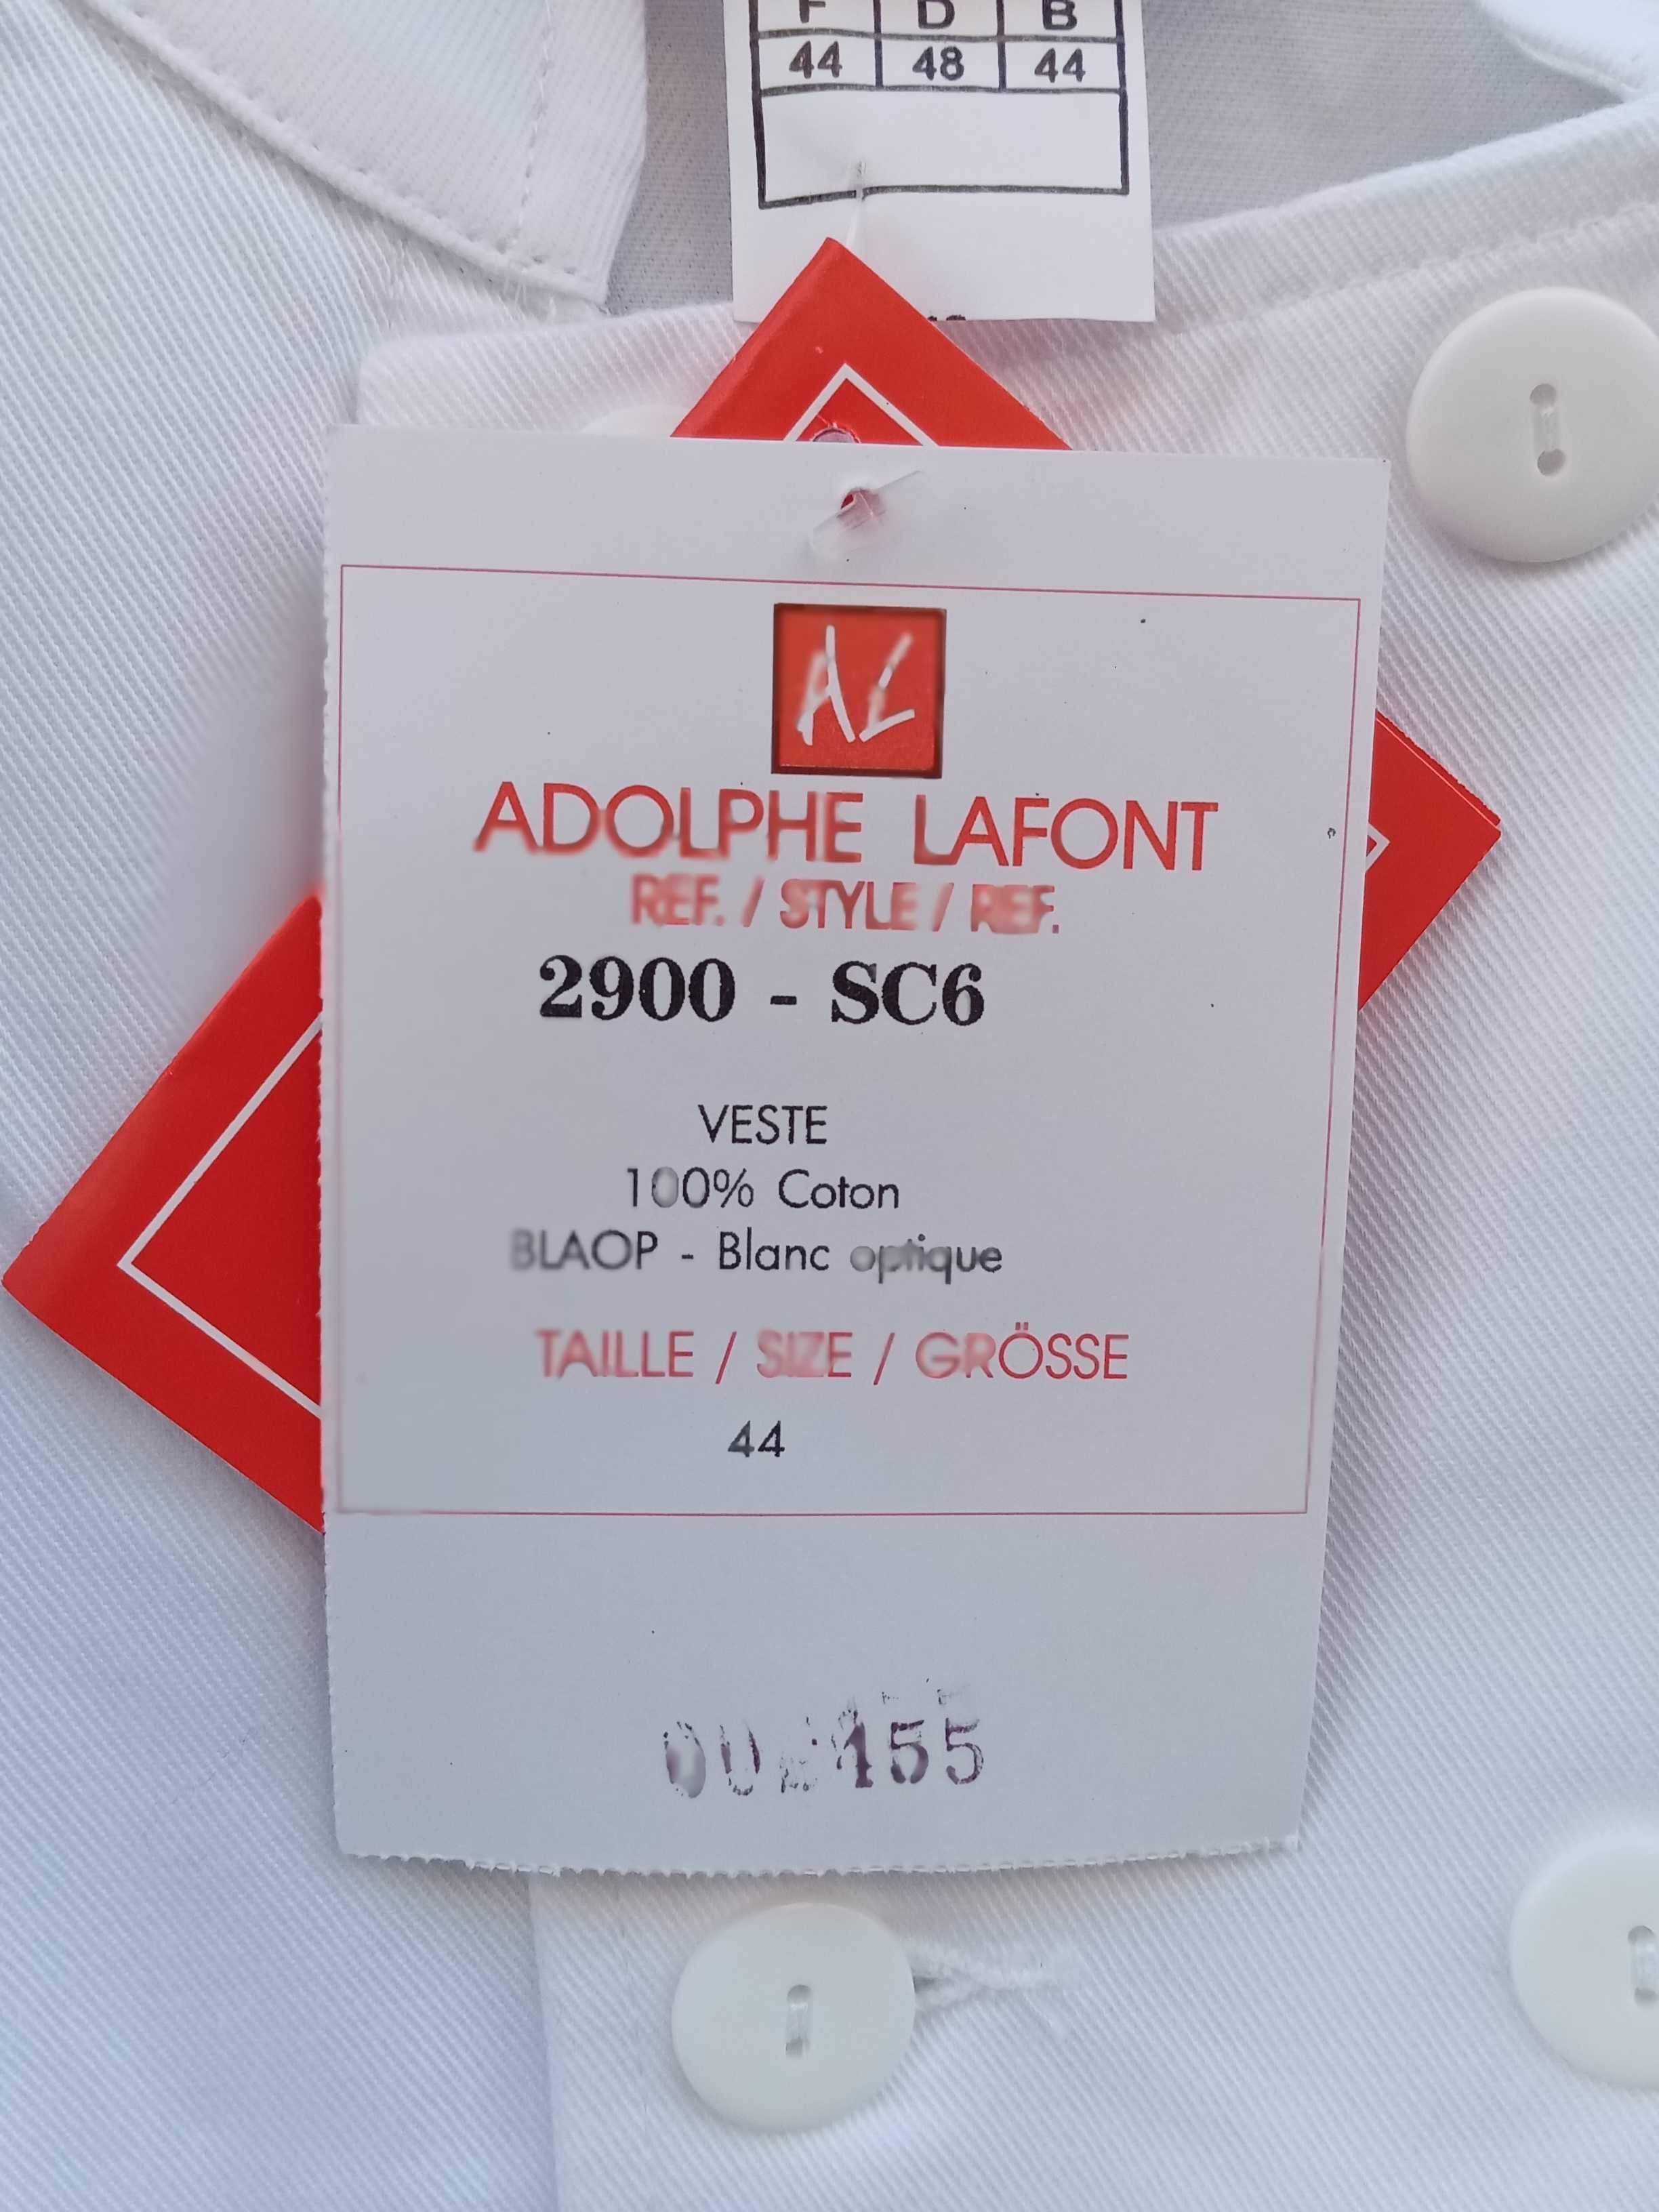 F D B
44 48 44
AL
ADOLPHE LAFONT
REF. / STYLE / REF.
2900 - SC6
VESTE
100% Coton
BLAOP - Blanc optique
TAILLE / SIZE / GRÖSSE
44